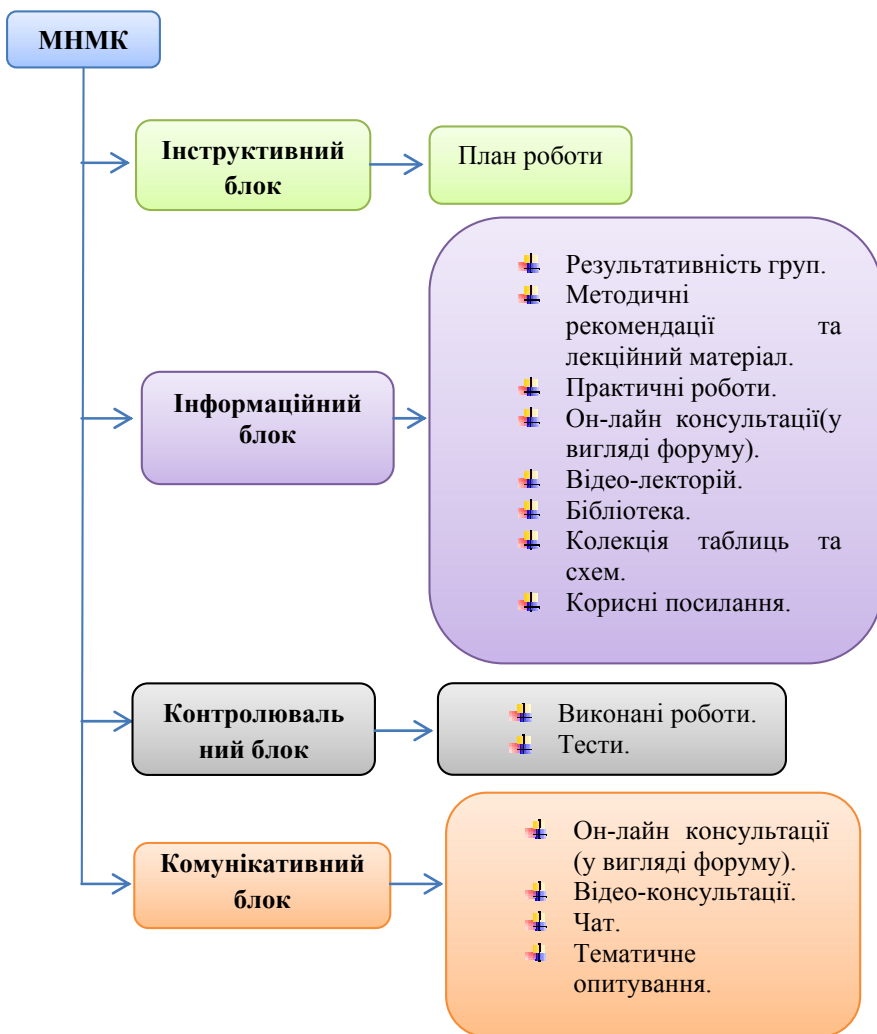 МНМК
Інструктивний
блок
План роботи
Інформаційний
блок
Результативність груп.
Методичні
рекомендації та
лекційний матеріал.
Практичні роботи.
Он-лайн консультації(у
вигляді форуму).
Відео-лекторій.
Бібліотека.
Колекція таблиць та
схем.
Корисні посилання.
Контролюваль
ний блок
Виконані роботи.
Тести.
Комунікативний
блок
Он-лайн консультації
(у вигляді форуму).
Відео-консультації.
Чат.
Тематичне
опитування.